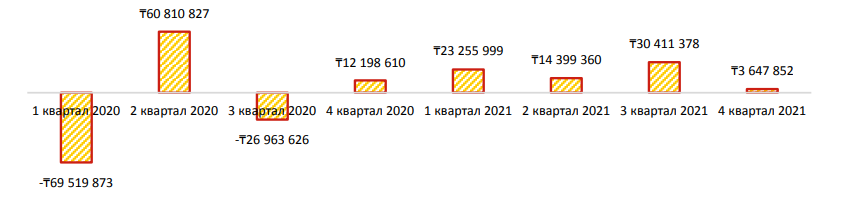 ₸60 810 827
₸12 198 610
₸23 255 999
₸14 399 360
₸30 411 378
₸3 647 852
1 квартал 2020
2 квартал 2020
3 квартал 2020
4 квартал 2020
1 квартал 2021
2 квартал 2021
3 квартал 2021
4 квартал 2021
-₸26 963 626
-₸69 519 873